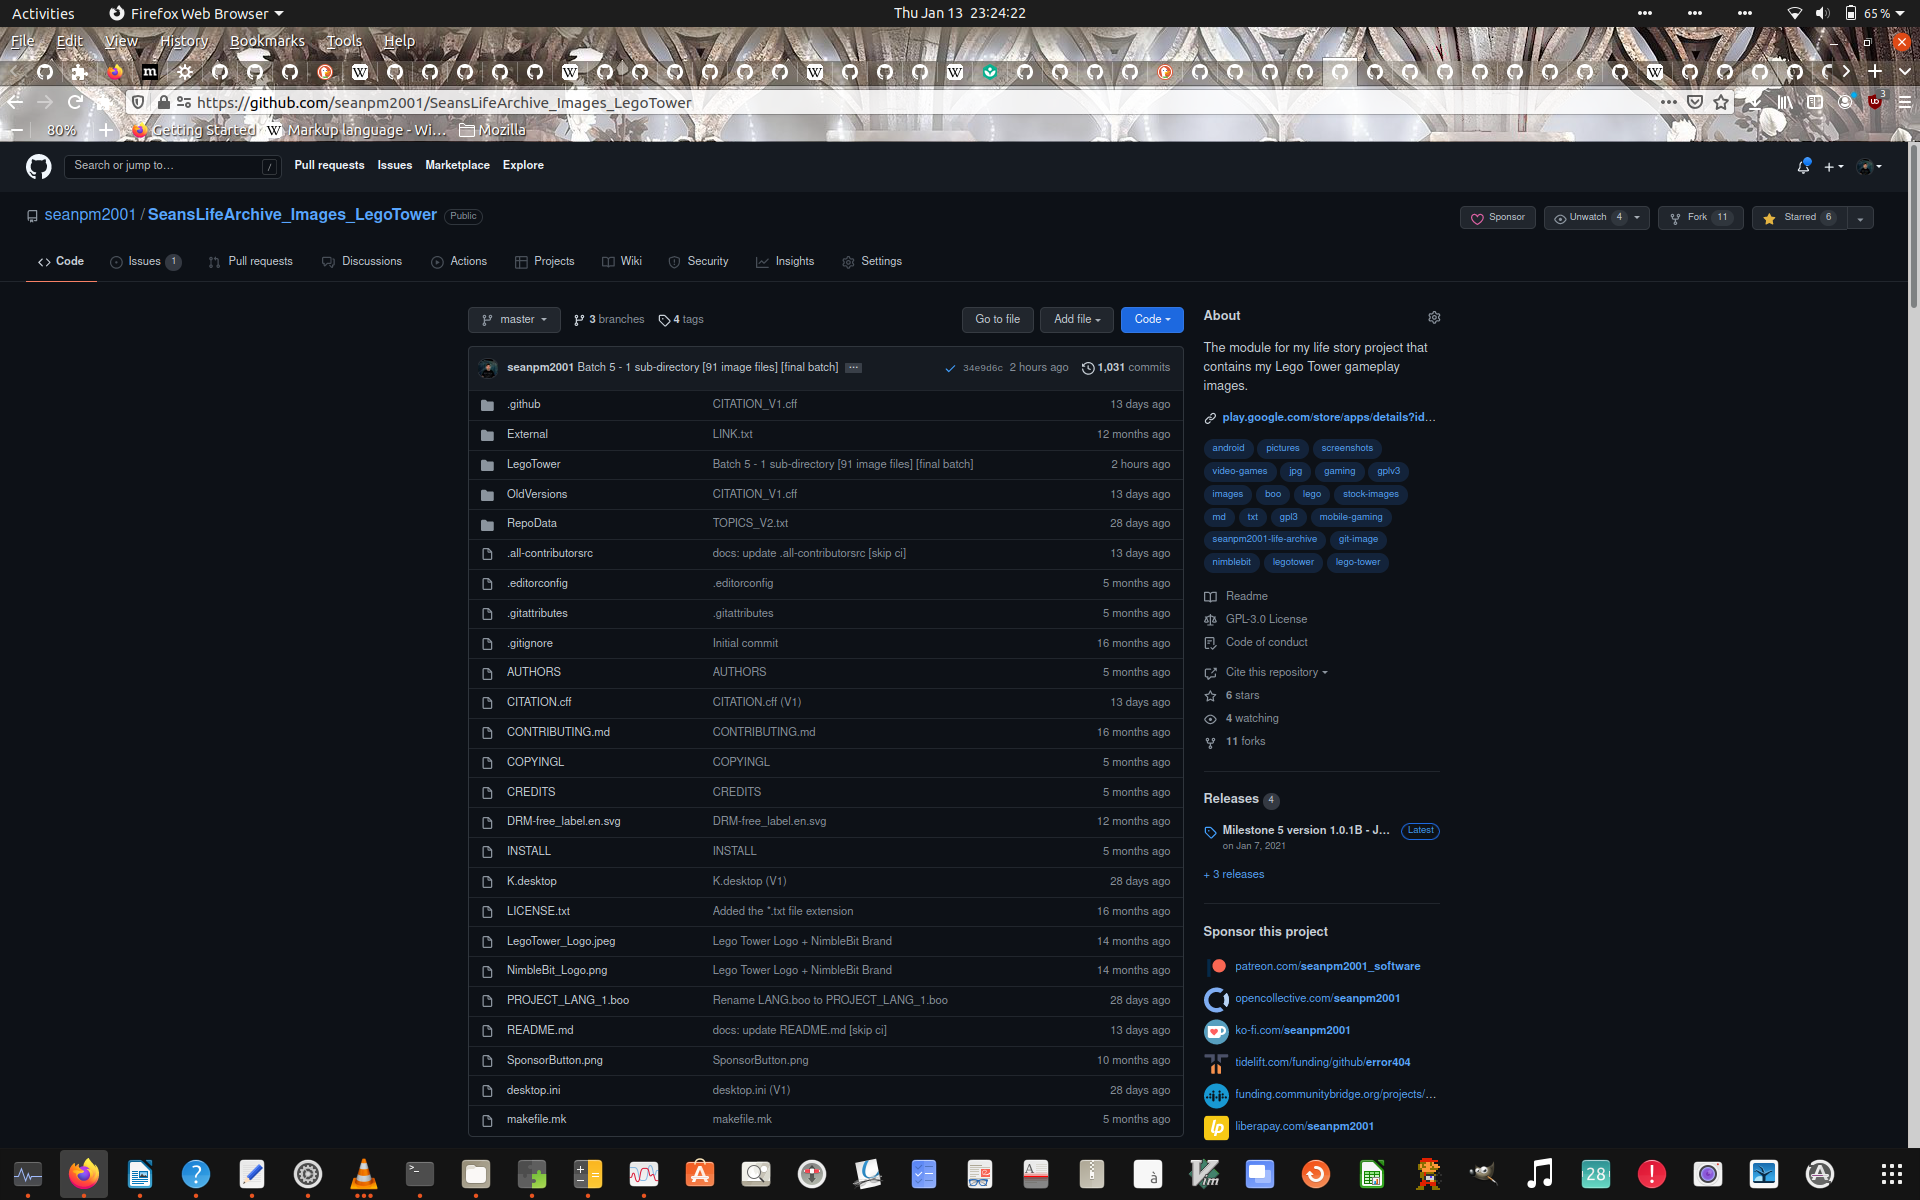 Activities
Firefox Web Browser
Thu Jan 13 23:24:22
65 %
File Edit View History Bookmarks Tools Help
https://github.com/seanpm2001/SeansLifeArchive_Images_LegoTower
3
80%
Getting Started
Markup language - Wi…
Mozilla
Search or jump to…
/
Pull requests Issues Marketplace Explore
seanpm2001 / SeansLifeArchive_Images_LegoTower Public
Sponsor
Unwatch 4
Fork 11
Starred 6
Code
Issues 1
Pull requests
Discussions
Actions
Projects
Wiki
Security
Insights
Settings
master
3 branches
4 tags
Go to file
Add file
Code
seanpm2001 Batch 5 - 1 sub-directory [91 image files] [final batch] ...
34e9d6c 2 hours ago
1,031 commits
.github CITATION_V1.cff 13 days ago
External LINK.txt 12 months ago
LegoTower Batch 5 - 1 sub-directory [91 image files] [final batch] 2 hours ago
OldVersions CITATION_V1.cff 13 days ago
RepoData TOPICS_V2.txt 28 days ago
.all-contributorsrc docs: update .all-contributorsrc [skip ci] 13 days ago
.editorconfig .editorconfig 5 months ago
.gitattributes .gitattributes 5 months ago
.gitignore Initial commit 16 months ago
AUTHORS AUTHORS 5 months ago
CITATION.cff CITATION.cff (V1) 13 days ago
CONTRIBUTING.md CONTRIBUTING.md 16 months ago
COPYINGL COPYINGL 5 months ago
CREDITS CREDITS 5 months ago
DRM-free_label.en.svg DRM-free_label.en.svg 12 months ago
INSTALL INSTALL 5 months ago
K.desktop K.desktop (V1) 28 days ago
LICENSE.txt Added the *.txt file extension 16 months ago
LegoTower_Logo.jpeg Lego Tower Logo + NimbleBit Brand 14 months ago
NimbleBit_Logo.png Lego Tower Logo + NimbleBit Brand 14 months ago
PROJECT_LANG_1.boo Rename LANG.boo to PROJECT_LANG_1.boo 28 days ago
README.md docs: update README.md [skip ci] 13 days ago
SponsorButton.png SponsorButton.png 10 months ago
desktop.ini desktop.ini (V1) 28 days ago
makefile.mk makefile.mk 5 months ago
About
The module for my life story project that
contains my Lego Tower gameplay
images.
play.google.com/store/apps/details?id…
android pictures screenshots
video-games jpg gaming gplv3
images boo lego stock-images
md txt gpl3 mobile-gaming
seanpm2001-life-archive git-image
nimblebit legotower lego-tower
Readme
GPL-3.0 License
Code of conduct
Cite this repository
6 stars
4 watching
11 forks
Releases 4
Milestone 5 version 1.0.1B - J… Latest
on Jan 7, 2021
+ 3 releases
Sponsor this project
patreon.com/seanpm2001_software
opencollective.com/seanpm2001
ko-fi.com/seanpm2001
tidelift.com/funding/github/error404
funding.communitybridge.org/projects/…
liberapay.com/seanpm2001
28